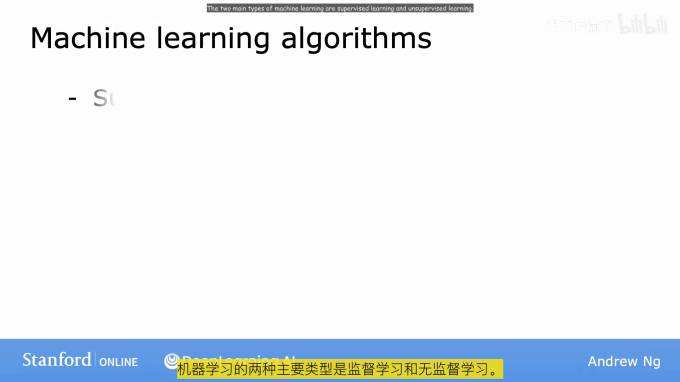 The two main types of machine learning are supervised learning and unsupervised learning.
Machine learning algorithms
- Su
bilibili
Stanford ONLINE
Andrew Ng
机器学习的两种主要类型是监督学习和无监督学习。